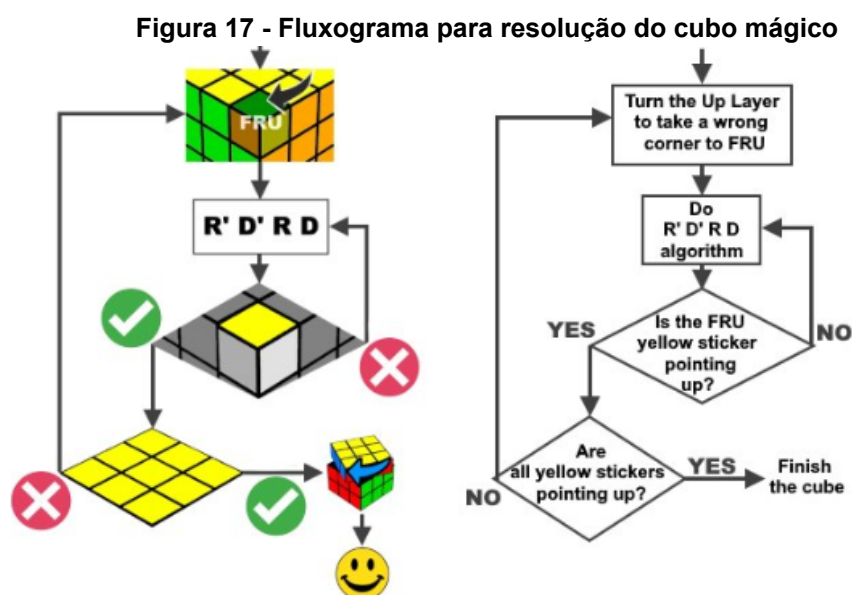 Figura 17 - Fluxograma para resolução do cubo mágico
FRU
R' D' R D
Turn the Up Layer
to take a wrong
corner to FRU
Do
R' D' R D
algorithm
Is the FRU
yellow sticker
pointing
up?
YES
NO
Are
all yellow stickers
pointing up?
NO
YES
Finish
the cube